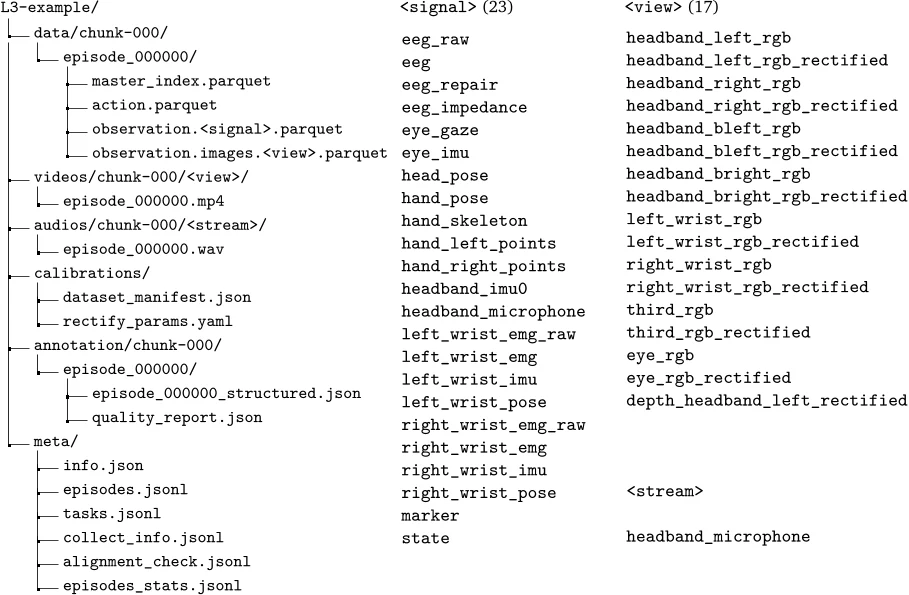 L3-example/
data/chunk-000/
episode_000000/
master_index.parquet
action.parquet
observation.<signal>.parquet
observation.images.<view>.parquet
videos/chunk-000/<view>/
episode_000000.mp4
audios/chunk-000/<stream>/
episode_000000.wav
calibrations/
dataset_manifest.json
rectify_params.yaml
annotation/chunk-000/
episode_000000/
episode_000000_structured.json
quality_report.json
meta/
info.json
episodes.jsonl
tasks.jsonl
collect_info.jsonl
alignment_check.jsonl
episodes_stats.jsonl
<signal> (23)
eeg_raw
eeg
eeg_repair
eeg_impedance
eye_gaze
eye_imu
head_pose
hand_pose
hand_skeleton
hand_left_points
hand_right_points
headband_imu0
headband_microphone
left_wrist_emg_raw
left_wrist_emg
left_wrist_imu
left_wrist_pose
right_wrist_emg_raw
right_wrist_emg
right_wrist_imu
right_wrist_pose
marker
state
<view> (17)
headband_left_rgb
headband_left_rgb_rectified
headband_right_rgb
headband_right_rgb_rectified
headband_bleft_rgb
headband_bleft_rgb_rectified
headband_bright_rgb
headband_bright_rgb_rectified
left_wrist_rgb
left_wrist_rgb_rectified
right_wrist_rgb
right_wrist_rgb_rectified
third_rgb
third_rgb_rectified
eye_rgb
eye_rgb_rectified
depth_headband_left_rectified
<stream>
headband_microphone